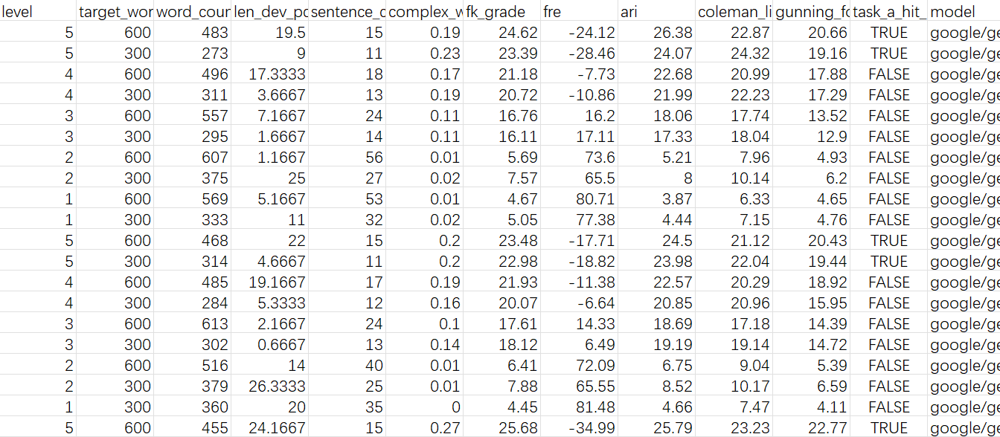 level target_wor word_cour len_dev_pc sentence_c complex_w fk_grade fre ari coleman_li gunning_fo task_a_hit_ model
5 600 483 19.5 15 0.19 24.62 -24.12 26.38 22.87 20.66 TRUE google/ge
5 300 273 9 11 0.23 23.39 -28.46 24.07 24.32 19.16 TRUE google/ge
4 600 496 17.3333 18 0.17 21.18 -7.73 22.68 20.99 17.88 FALSE google/ge
4 300 311 3.6667 13 0.19 20.72 -10.86 21.99 22.23 17.29 FALSE google/ge
3 600 557 7.1667 24 0.11 16.76 16.2 18.06 17.74 13.52 FALSE google/ge
3 300 295 1.6667 14 0.11 16.11 17.11 17.33 18.04 12.9 FALSE google/ge
2 600 607 1.1667 56 0.01 5.69 73.6 5.21 7.96 4.93 FALSE google/ge
2 300 375 25 27 0.02 7.57 65.5 8 10.14 6.2 FALSE google/ge
1 600 569 5.1667 53 0.01 4.67 80.71 3.87 6.33 4.65 FALSE google/ge
1 300 333 11 32 0.02 5.05 77.38 4.44 7.15 4.76 FALSE google/ge
5 600 468 22 15 0.2 23.48 -17.71 24.5 21.12 20.43 TRUE google/ge
5 300 314 4.6667 11 0.2 22.98 -18.82 23.98 22.04 19.44 TRUE google/ge
4 600 485 19.1667 17 0.19 21.93 -11.38 22.57 20.29 18.92 FALSE google/ge
4 300 284 5.3333 12 0.16 20.07 -6.64 20.85 20.96 15.95 FALSE google/ge
3 600 613 2.1667 24 0.1 17.61 14.33 18.69 17.18 14.39 FALSE google/ge
3 300 302 0.6667 13 0.14 18.12 6.49 19.19 19.14 14.72 FALSE google/ge
2 600 516 14 40 0.01 6.41 72.09 6.75 9.04 5.39 FALSE google/ge
2 300 379 26.3333 25 0.01 7.88 65.55 8.52 10.17 6.59 FALSE google/ge
1 300 360 20 35 0 4.45 81.48 4.66 7.47 4.11 FALSE google/ge
5 600 455 24.1667 15 0.27 25.68 -34.99 25.79 23.23 22.77 TRUE google/ge